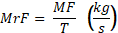 MrF = MF/T (kg/s)